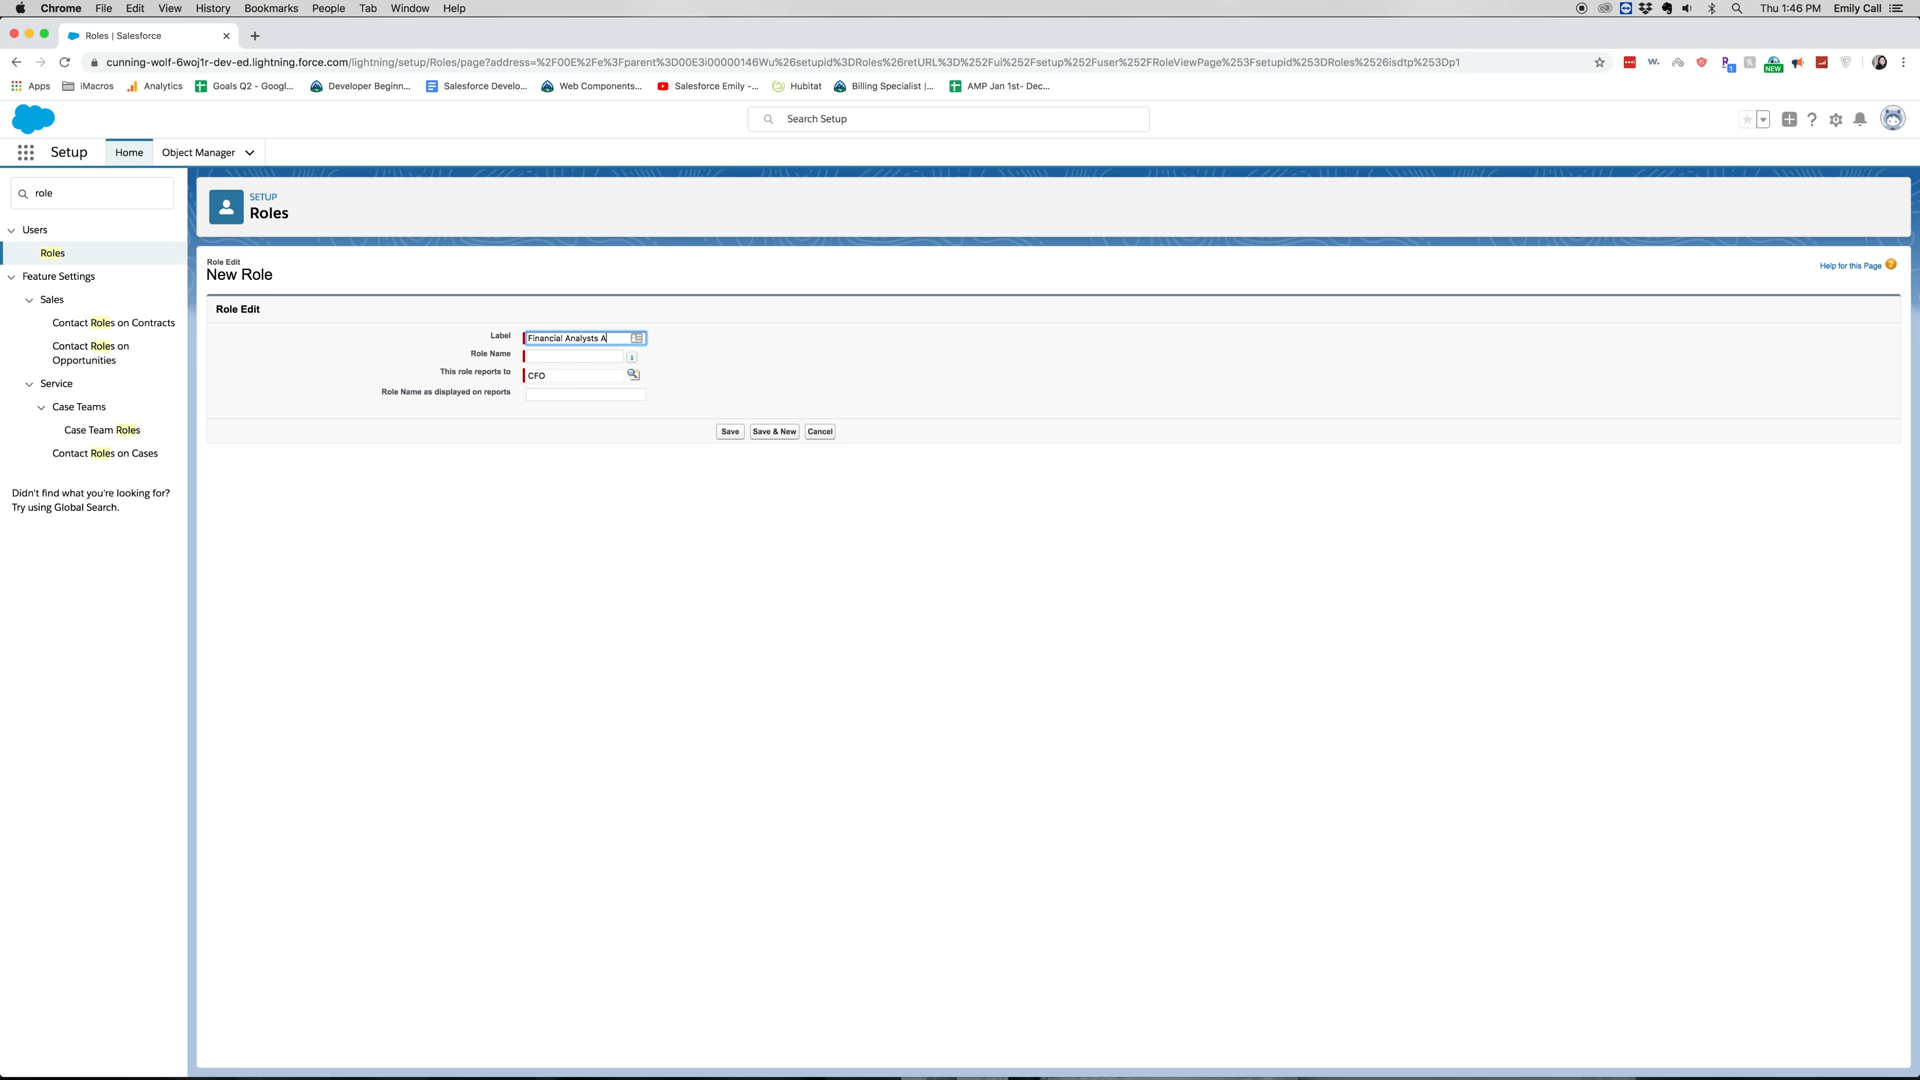 Chrome File Edit View History Bookmarks People Tab Window Help
Thu 1:46 PM Emily Call
Roles | Salesforce
cunning-wolf-6woj1r-dev-ed.lightning.force.com/lightning/setup/Roles/page?address=%2F00E%2Fe%3Fparent%3D00E3i00000146Wu%26setupid%3DRoles%26retURL%3D%252Fui%252Fsetup%252Fuser%252FRoleViewPage%253Fsetupid%253DRoles%2526isdtp%253Dp1
Apps iMacros Analytics Goals Q2 - Googl... Developer Beginn... Salesforce Develo... Web Components... Salesforce Emily -... Hubitat Billing Specialist |... AMP Jan 1st- Dec...
NEW
Search Setup
Setup Home Object Manager
role
Users
Roles
Feature Settings
Sales
Contact Roles on Contracts
Contact Roles on
Opportunities
Service
Case Teams
Case Team Roles
Contact Roles on Cases
Didn't find what you're looking for?
Try using Global Search.
SETUP
Roles
Role Edit
New Role
Help for this Page
Role Edit
Label Financial Analysts A
Role Name
This role reports to CFO
Role Name as displayed on reports
Save Save & New Cancel